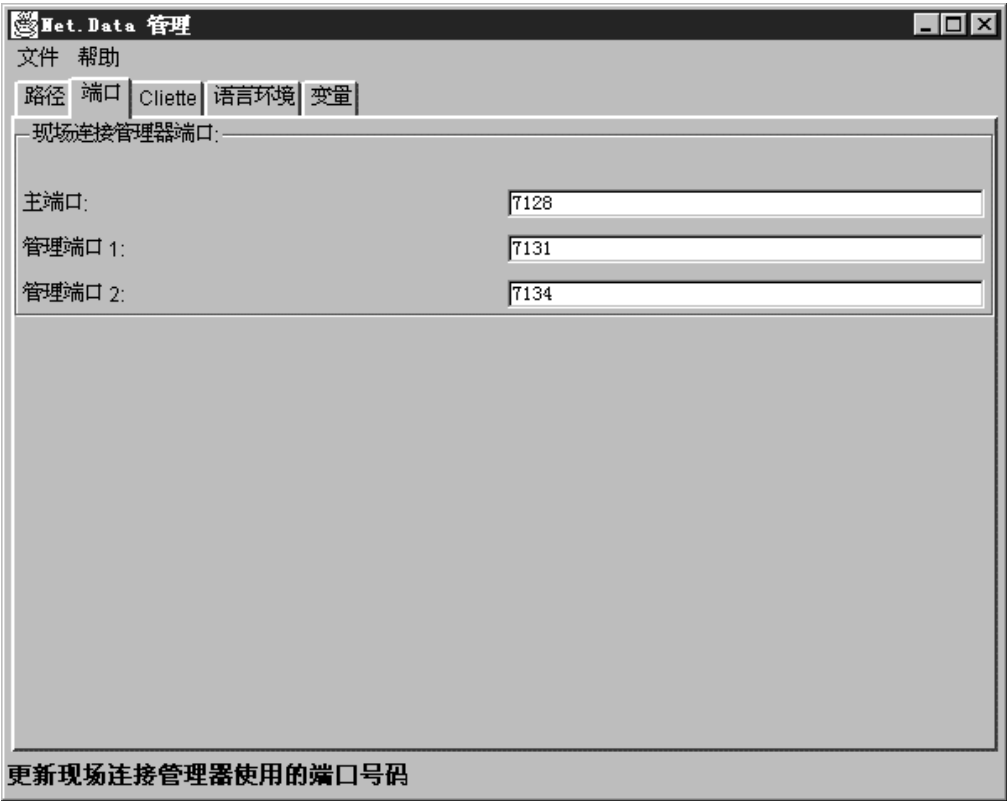 Net.Data 管理
文件 帮助
路径 端口 Cliette 语言环境 变量
现场连接管理器端口:
主端口: 7128
管理端口 1: 7131
管理端口 2: 7134
更新现场连接管理器使用的端口号码